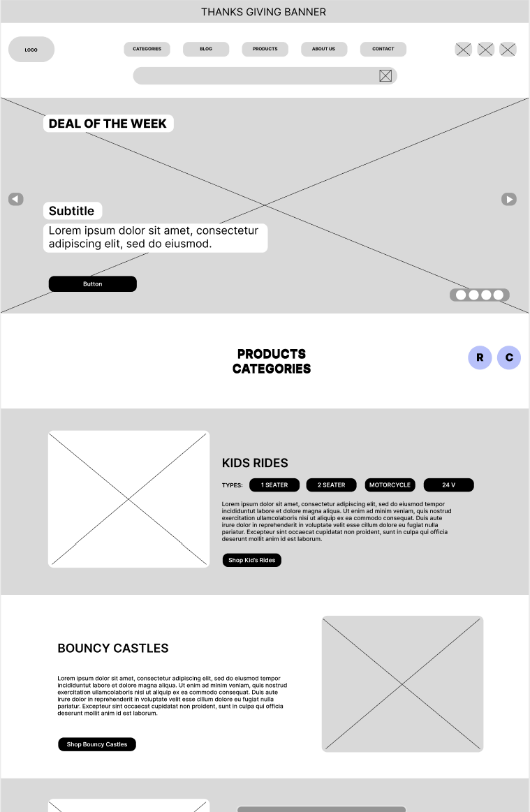 THANKS GIVING BANNER
LOGO
CATEGORIES
BLOG
PRODUCTS
ABOUT US
CONTACT
DEAL OF THE WEEK
Subtitle
Lorem ipsum dolor sit amet, consectetur
adipiscing elit, sed do eiusmod.
Button
PRODUCTS
CATEGORIES
R
C
KIDS RIDES
TYPES:
1 SEATER
2 SEATER
MOTORCYCLE
24 V
Lorem ipsum dolor sit amet, consectetur adipiscing elit, sed do eiusmod tempor
inciduntut labore et dolore magna aliqua. Ut enim ad minim veniam, quis nostrud
exercitation ullamcolaboris nisi ut aliquip ex ea commodo consequat. Duis aute
irure dolor in reprehenderit in voluptate velit esse cillum dolore eu fugiat nulla
pariatur. Excepteur sint occaecat cupidatat non proident, sunt in culpa qui officia
deserunt mollit anim id est laborum.
Shop Kid's Rides
BOUNCY CASTLES
Lorem ipsum dolor sit amet, consectetur adipiscing elit, sed do eiusmod tempor
inciduntut labore et dolore magna aliqua. Ut enim ad minim veniam, quis nostrud
exercitation ullamcolaboris nisi ut aliquip ex ea commodo consequat. Duis aute
irure dolor in reprehenderit in voluptate velit esse cillum dolore eu fugiat nulla
pariatur. Excepteur sint occaecat cupidatat non proident, sunt in culpa qui officia
deserunt mollit anim id est laborum.
Shop Bouncy Castles